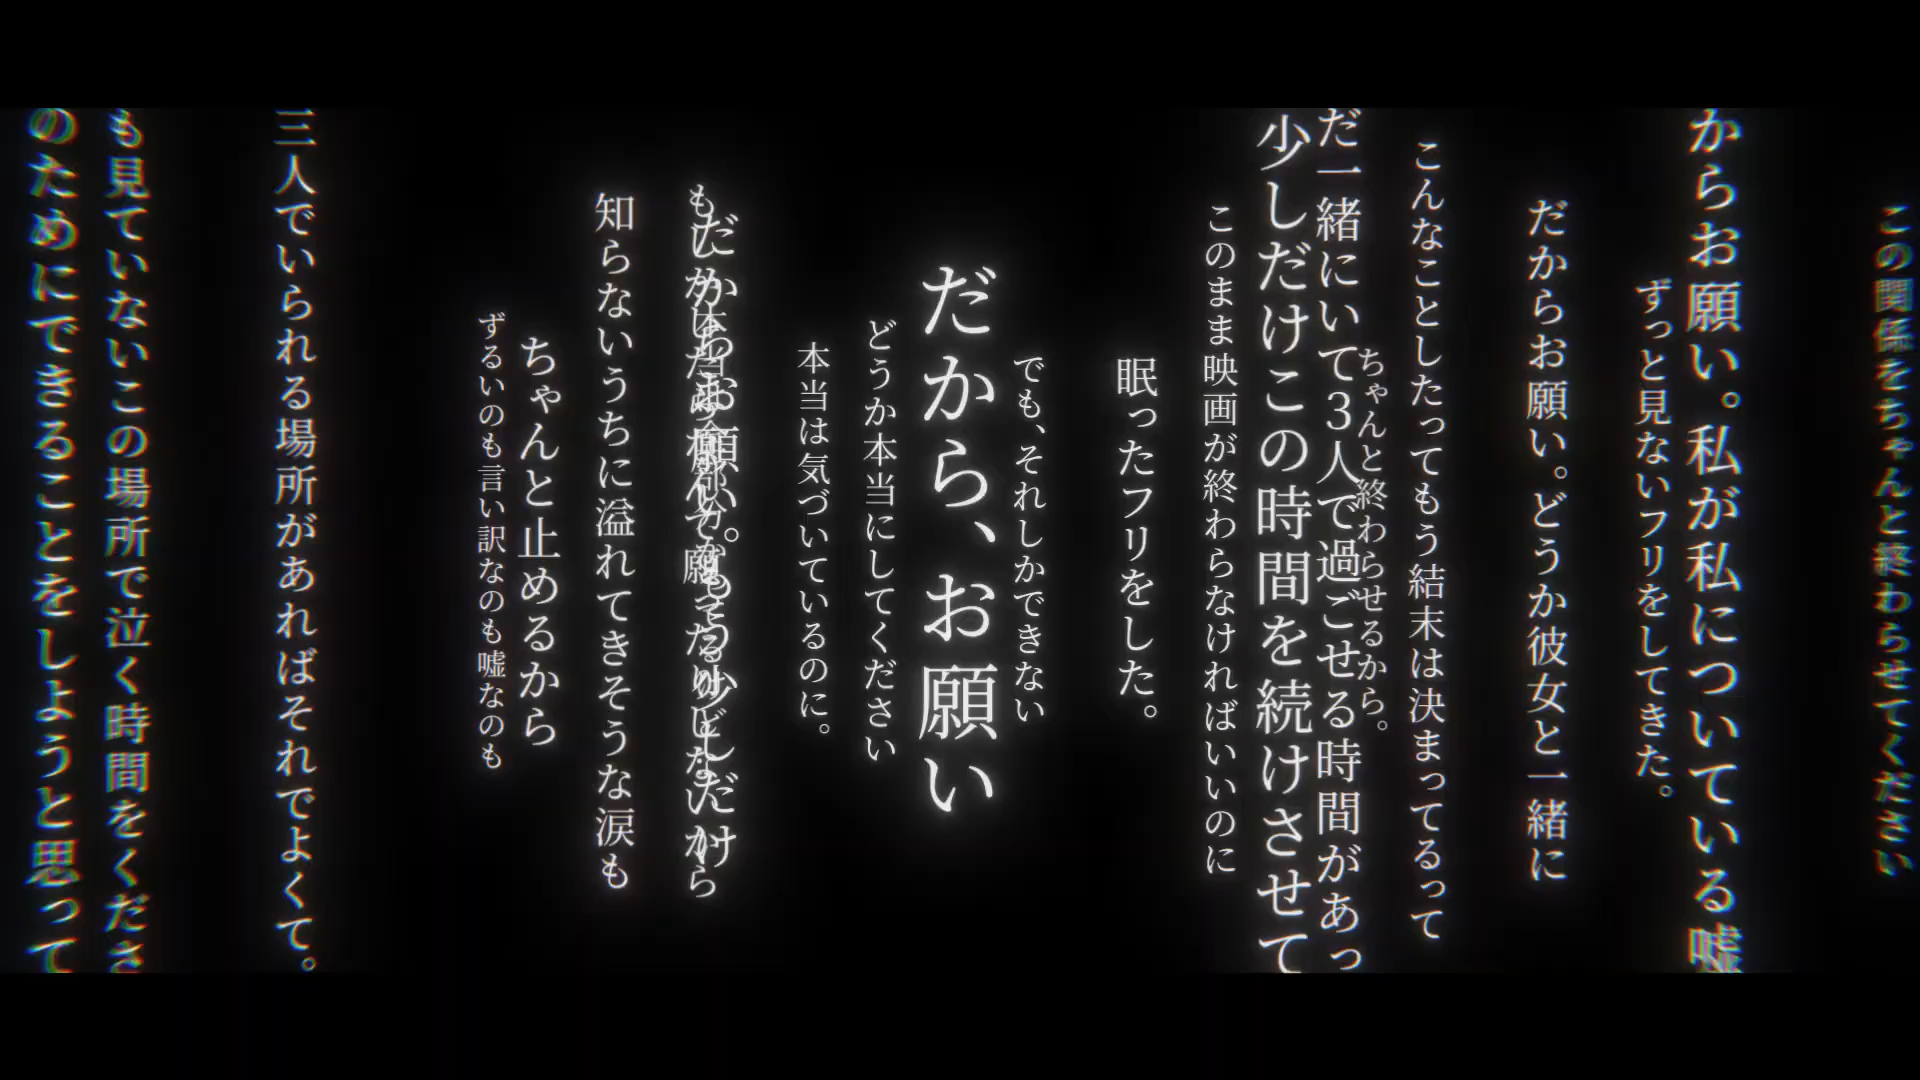 この関係をちゃんと終わらせてください
からお願い。私が私についている嘘
ずっと見ないフリをしてきた。
だからお願い。どうか彼女と一緒に
こんなことしたってもう結末は決まってるって
ちゃんと終わらせるから。
だ一緒にいて3人で過ごせる時間があっ
少しだけこの時間を続けさせて
このまま映画が終わらなければいいのに
眠ったフリをした。
でも、それしかできない
だから、お願い
どうか本当にしてください
本当は気づているのに。
だからお願い。もう少しだけ
知らないうちに溢れてきそうな涙も
ちゃんと止めるから
ずるいのも言い訳なのも嘘なのも
三人でいられる場所があればそれでよくて。
も見ていないこの場所で泣く時間をくださ
のためにできることをしようと思って